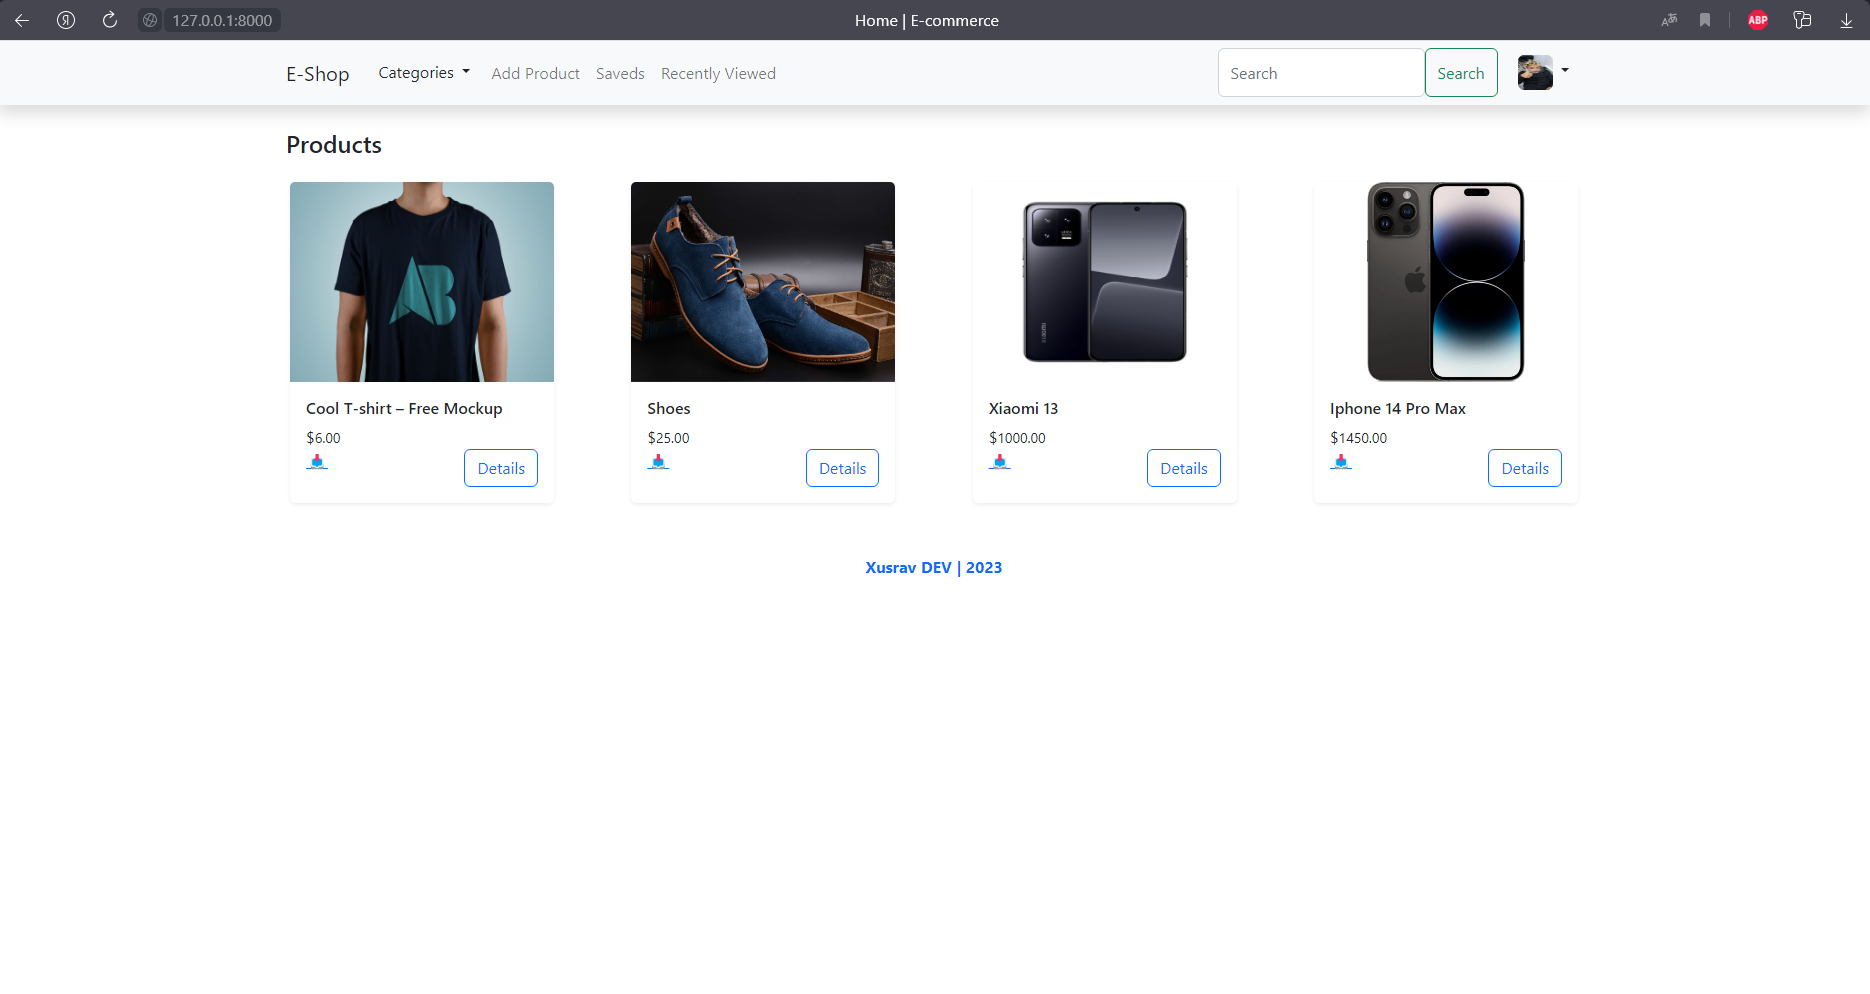 127.0.0.1:8000
Home | E-commerce
ABP
E-Shop
Categories
Add Product
Saveds
Recently Viewed
Search
Search
Products
AB
Cool T-shirt – Free Mockup
$6.00
Details
Shoes
$25.00
Details
Xiaomi 13
$1000.00
Details
Iphone 14 Pro Max
$1450.00
Details
Xusrav DEV | 2023